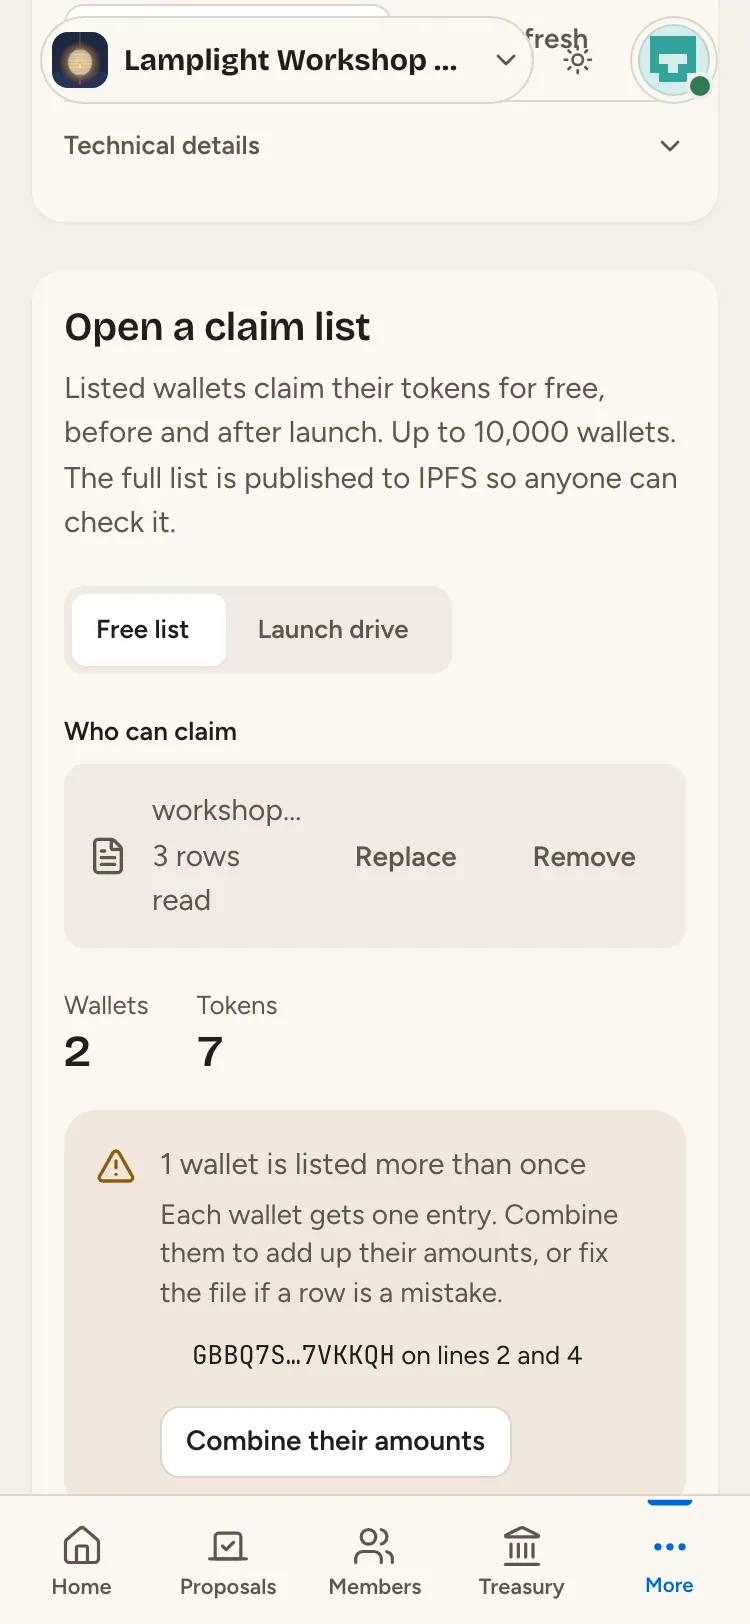 fresh
Lamplight Workshop ...
Technical details
Open a claim list
Listed wallets claim their tokens for free,
before and after launch. Up to 10,000 wallets.
The full list is published to IPFS so anyone can
check it.
Free list
Launch drive
Who can claim
workshop...
3 rows
read
Replace
Remove
Wallets
Tokens
2
7
1 wallet is listed more than once
Each wallet gets one entry. Combine
them to add up their amounts, or fix
the file if a row is a mistake.
GBBQ7S…7VKKQH on lines 2 and 4
Combine their amounts
Home
Proposals
Members
Treasury
More